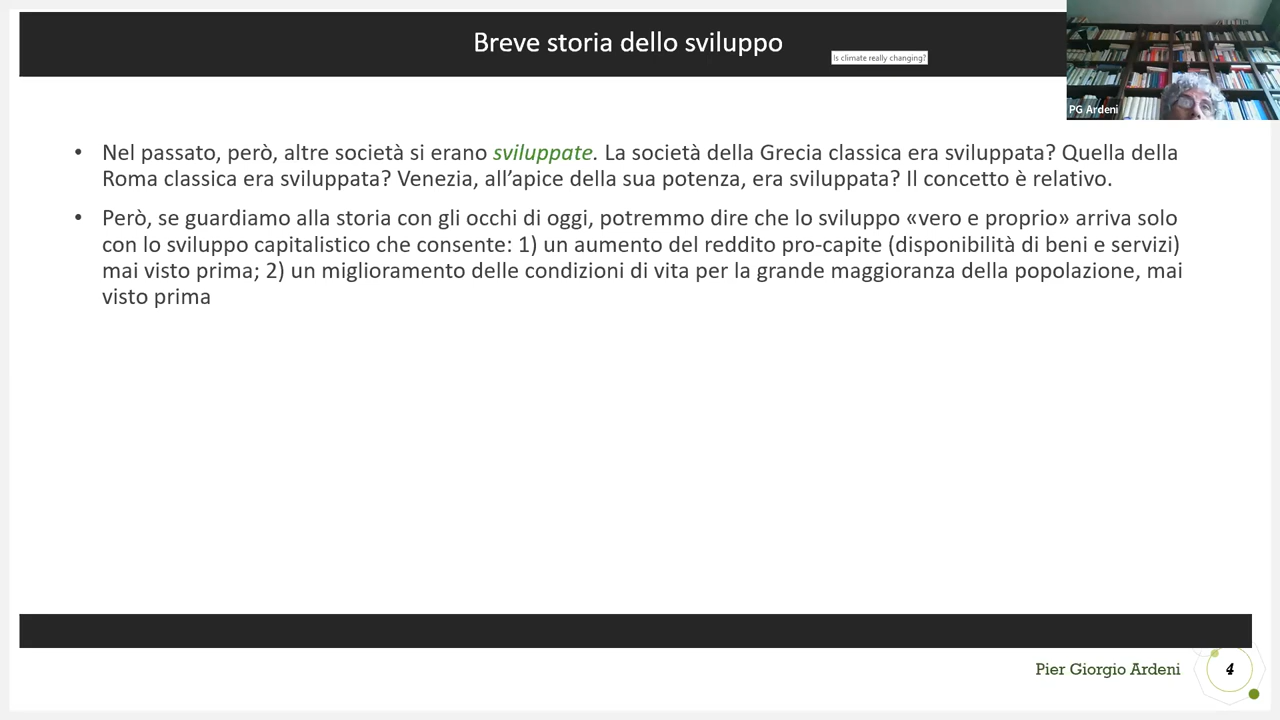 Breve storia dello sviluppo
Is climate really changing?
PG Ardeni
• Nel passato, però, altre società si erano sviluppate. La società della Grecia classica era sviluppata? Quella della
Roma classica era sviluppata? Venezia, all’apice della sua potenza, era sviluppata? Il concetto è relativo.
• Però, se guardiamo alla storia con gli occhi di oggi, potremmo dire che lo sviluppo «vero e proprio» arriva solo
con lo sviluppo capitalistico che consente: 1) un aumento del reddito pro-capite (disponibilità di beni e servizi)
mai visto prima; 2) un miglioramento delle condizioni di vita per la grande maggioranza della popolazione, mai
visto prima
Pier Giorgio Ardeni
4